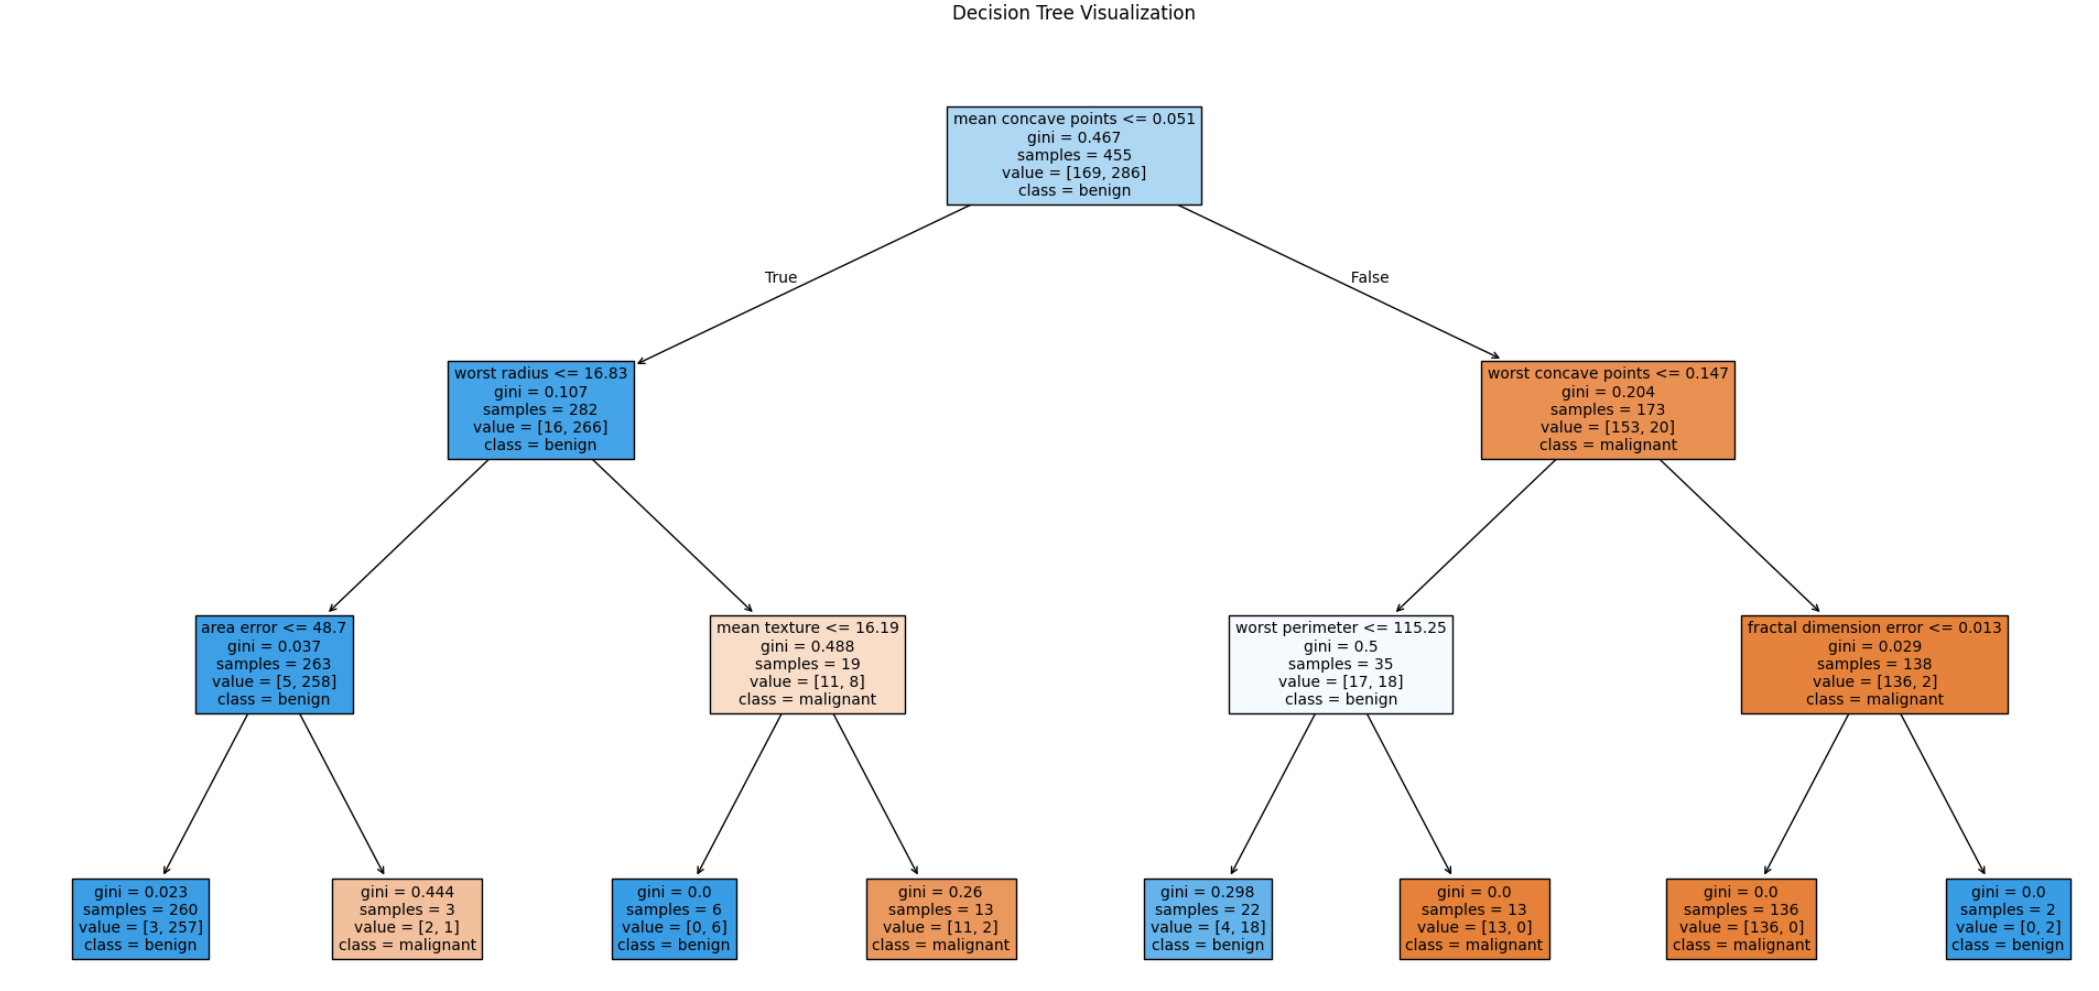 Decision Tree Visualization
mean concave points <= 0.051
gini = 0.467
samples = 455
value = [169, 286]
class = benign
True
False
worst radius <= 16.83
gini = 0.107
samples = 282
value = [16, 266]
class = benign
worst concave points <= 0.147
gini = 0.204
samples = 173
value = [153, 20]
class = malignant
area error <= 48.7
gini = 0.037
samples = 263
value = [5, 258]
class = benign
mean texture <= 16.19
gini = 0.488
samples = 19
value = [11, 8]
class = malignant
worst perimeter <= 115.25
gini = 0.5
samples = 35
value = [17, 18]
class = benign
fractal dimension error <= 0.013
gini = 0.029
samples = 138
value = [136, 2]
class = malignant
gini = 0.023
samples = 260
value = [3, 257]
class = benign
gini = 0.444
samples = 3
value = [2, 1]
class = malignant
gini = 0.0
samples = 6
value = [0, 6]
class = benign
gini = 0.26
samples = 13
value = [11, 2]
class = malignant
gini = 0.298
samples = 22
value = [4, 18]
class = benign
gini = 0.0
samples = 13
value = [13, 0]
class = malignant
gini = 0.0
samples = 136
value = [136, 0]
class = malignant
gini = 0.0
samples = 2
value = [0, 2]
class = benign